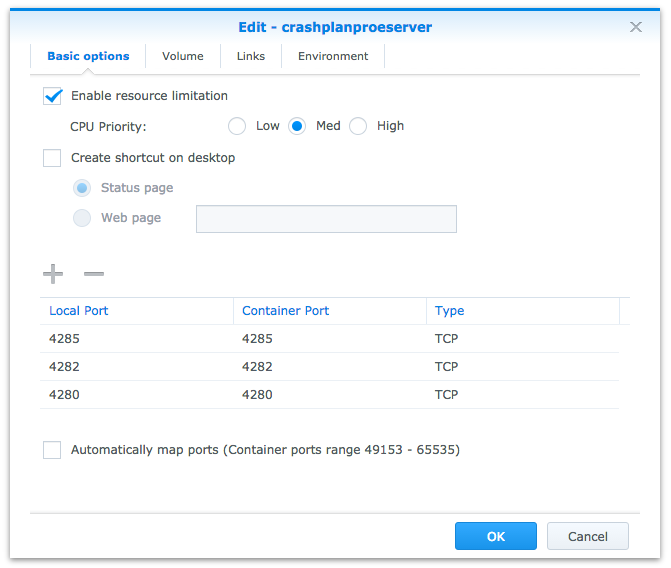 Edit - crashplanproeserver
Basic options Volume Links Environment
Enable resource limitation
CPU Priority: Low Med High
Create shortcut on desktop
Status page
Web page
Local Port Container Port Type
4285 4285 TCP
4282 4282 TCP
4280 4280 TCP
Automatically map ports (Container ports range 49153 - 65535)
OK Cancel